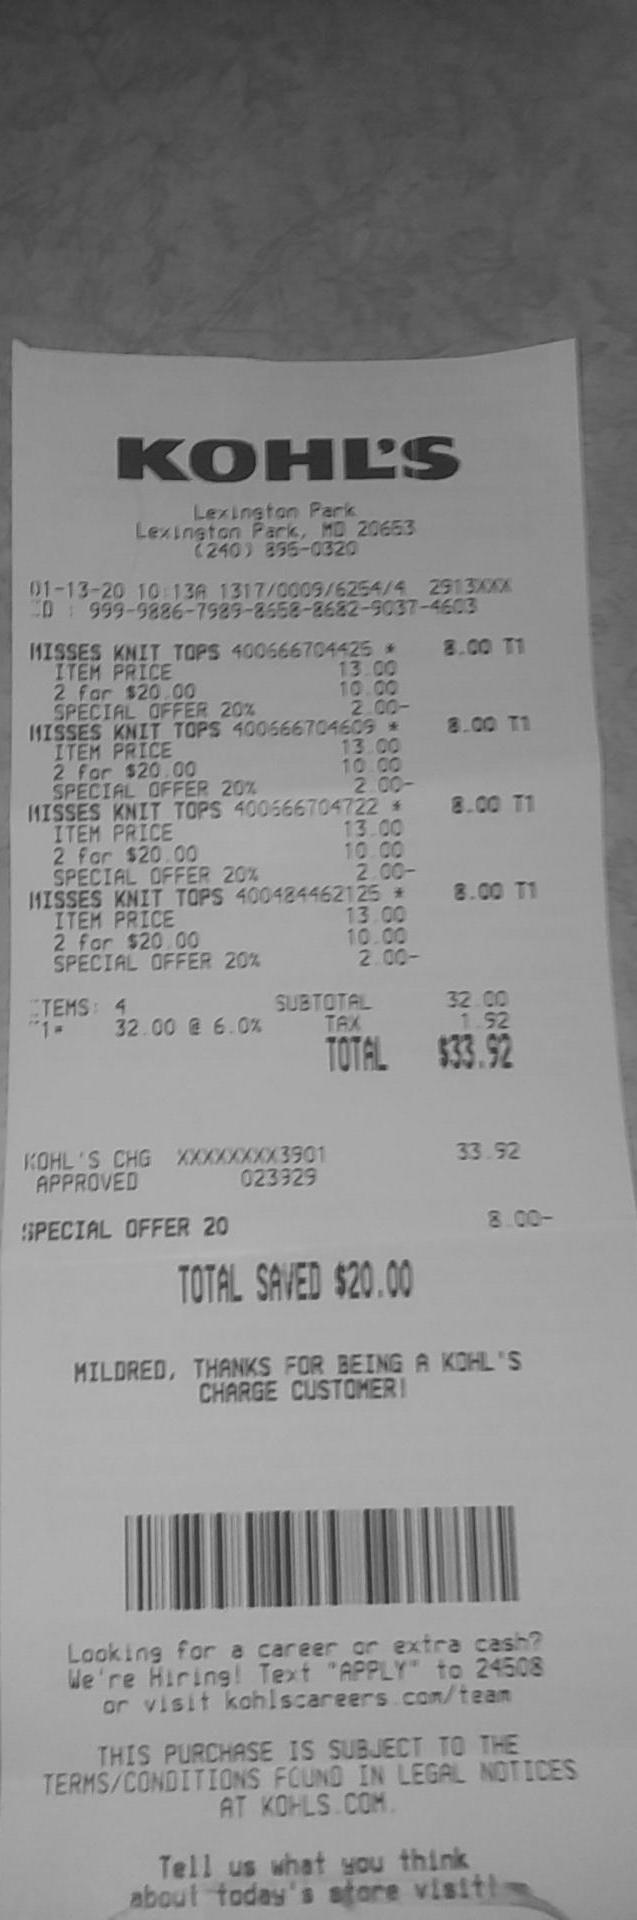 KOHL'S
Lexington Park
Lexington Park, MD 20653
(240) 895-0320
01-13-20 10:13A 1317/0009/6254/4 2913XXX
ID : 999-9886-7989-8658-8682-9037-4603
MISSES KNIT TOPS 400666704425 * 8.00 T1
ITEM PRICE 13.00
2 for $20.00 10.00
SPECIAL OFFER 20% 2.00-
MISSES KNIT TOPS 400666704609 * 8.00 T1
ITEM PRICE 13.00
2 for $20.00 10.00
SPECIAL OFFER 20% 2.00-
MISSES KNIT TOPS 400666704722 * 8.00 T1
ITEM PRICE 13.00
2 for $20.00 10.00
SPECIAL OFFER 20% 2.00-
MISSES KNIT TOPS 400484462125 * 8.00 T1
ITEM PRICE 13.00
2 for $20.00 10.00
SPECIAL OFFER 20% 2.00-
ITEMS: 4 SUBTOTAL 32.00
T1= 32.00 @ 6.0% TAX 1.92
TOTAL $33.92
KOHL'S CHG XXXXXXXX3901 33.92
APPROVED 023929
SPECIAL OFFER 20 8.00-
TOTAL SAVED $20.00
MILDRED, THANKS FOR BEING A KOHL'S
CHARGE CUSTOMER!
Looking for a career or extra cash?
We're Hiring! Text "APPLY" to 24508
or visit kohlscareers.com/team
THIS PURCHASE IS SUBJECT TO THE
TERMS/CONDITIONS FOUND IN LEGAL NOTICES
AT KOHLS.COM.
Tell us what you think
about today's store visit!